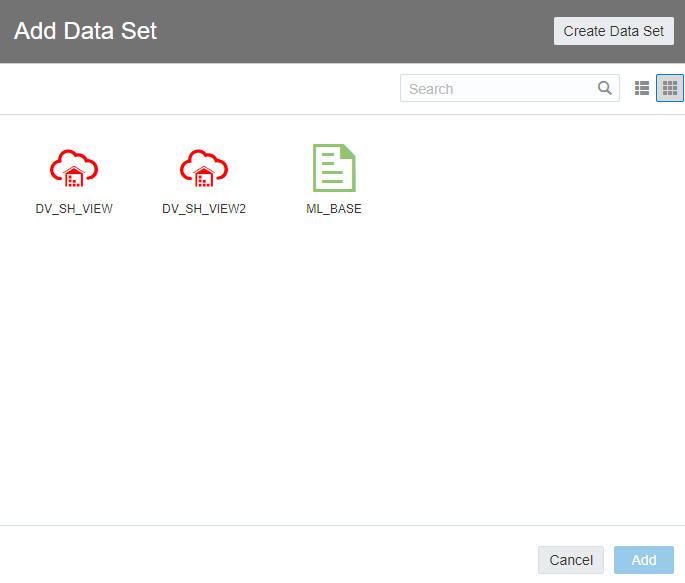 Add Data Set
Create Data Set
Search
DV_SH_VIEW
DV_SH_VIEW2
ML_BASE
Cancel
Add